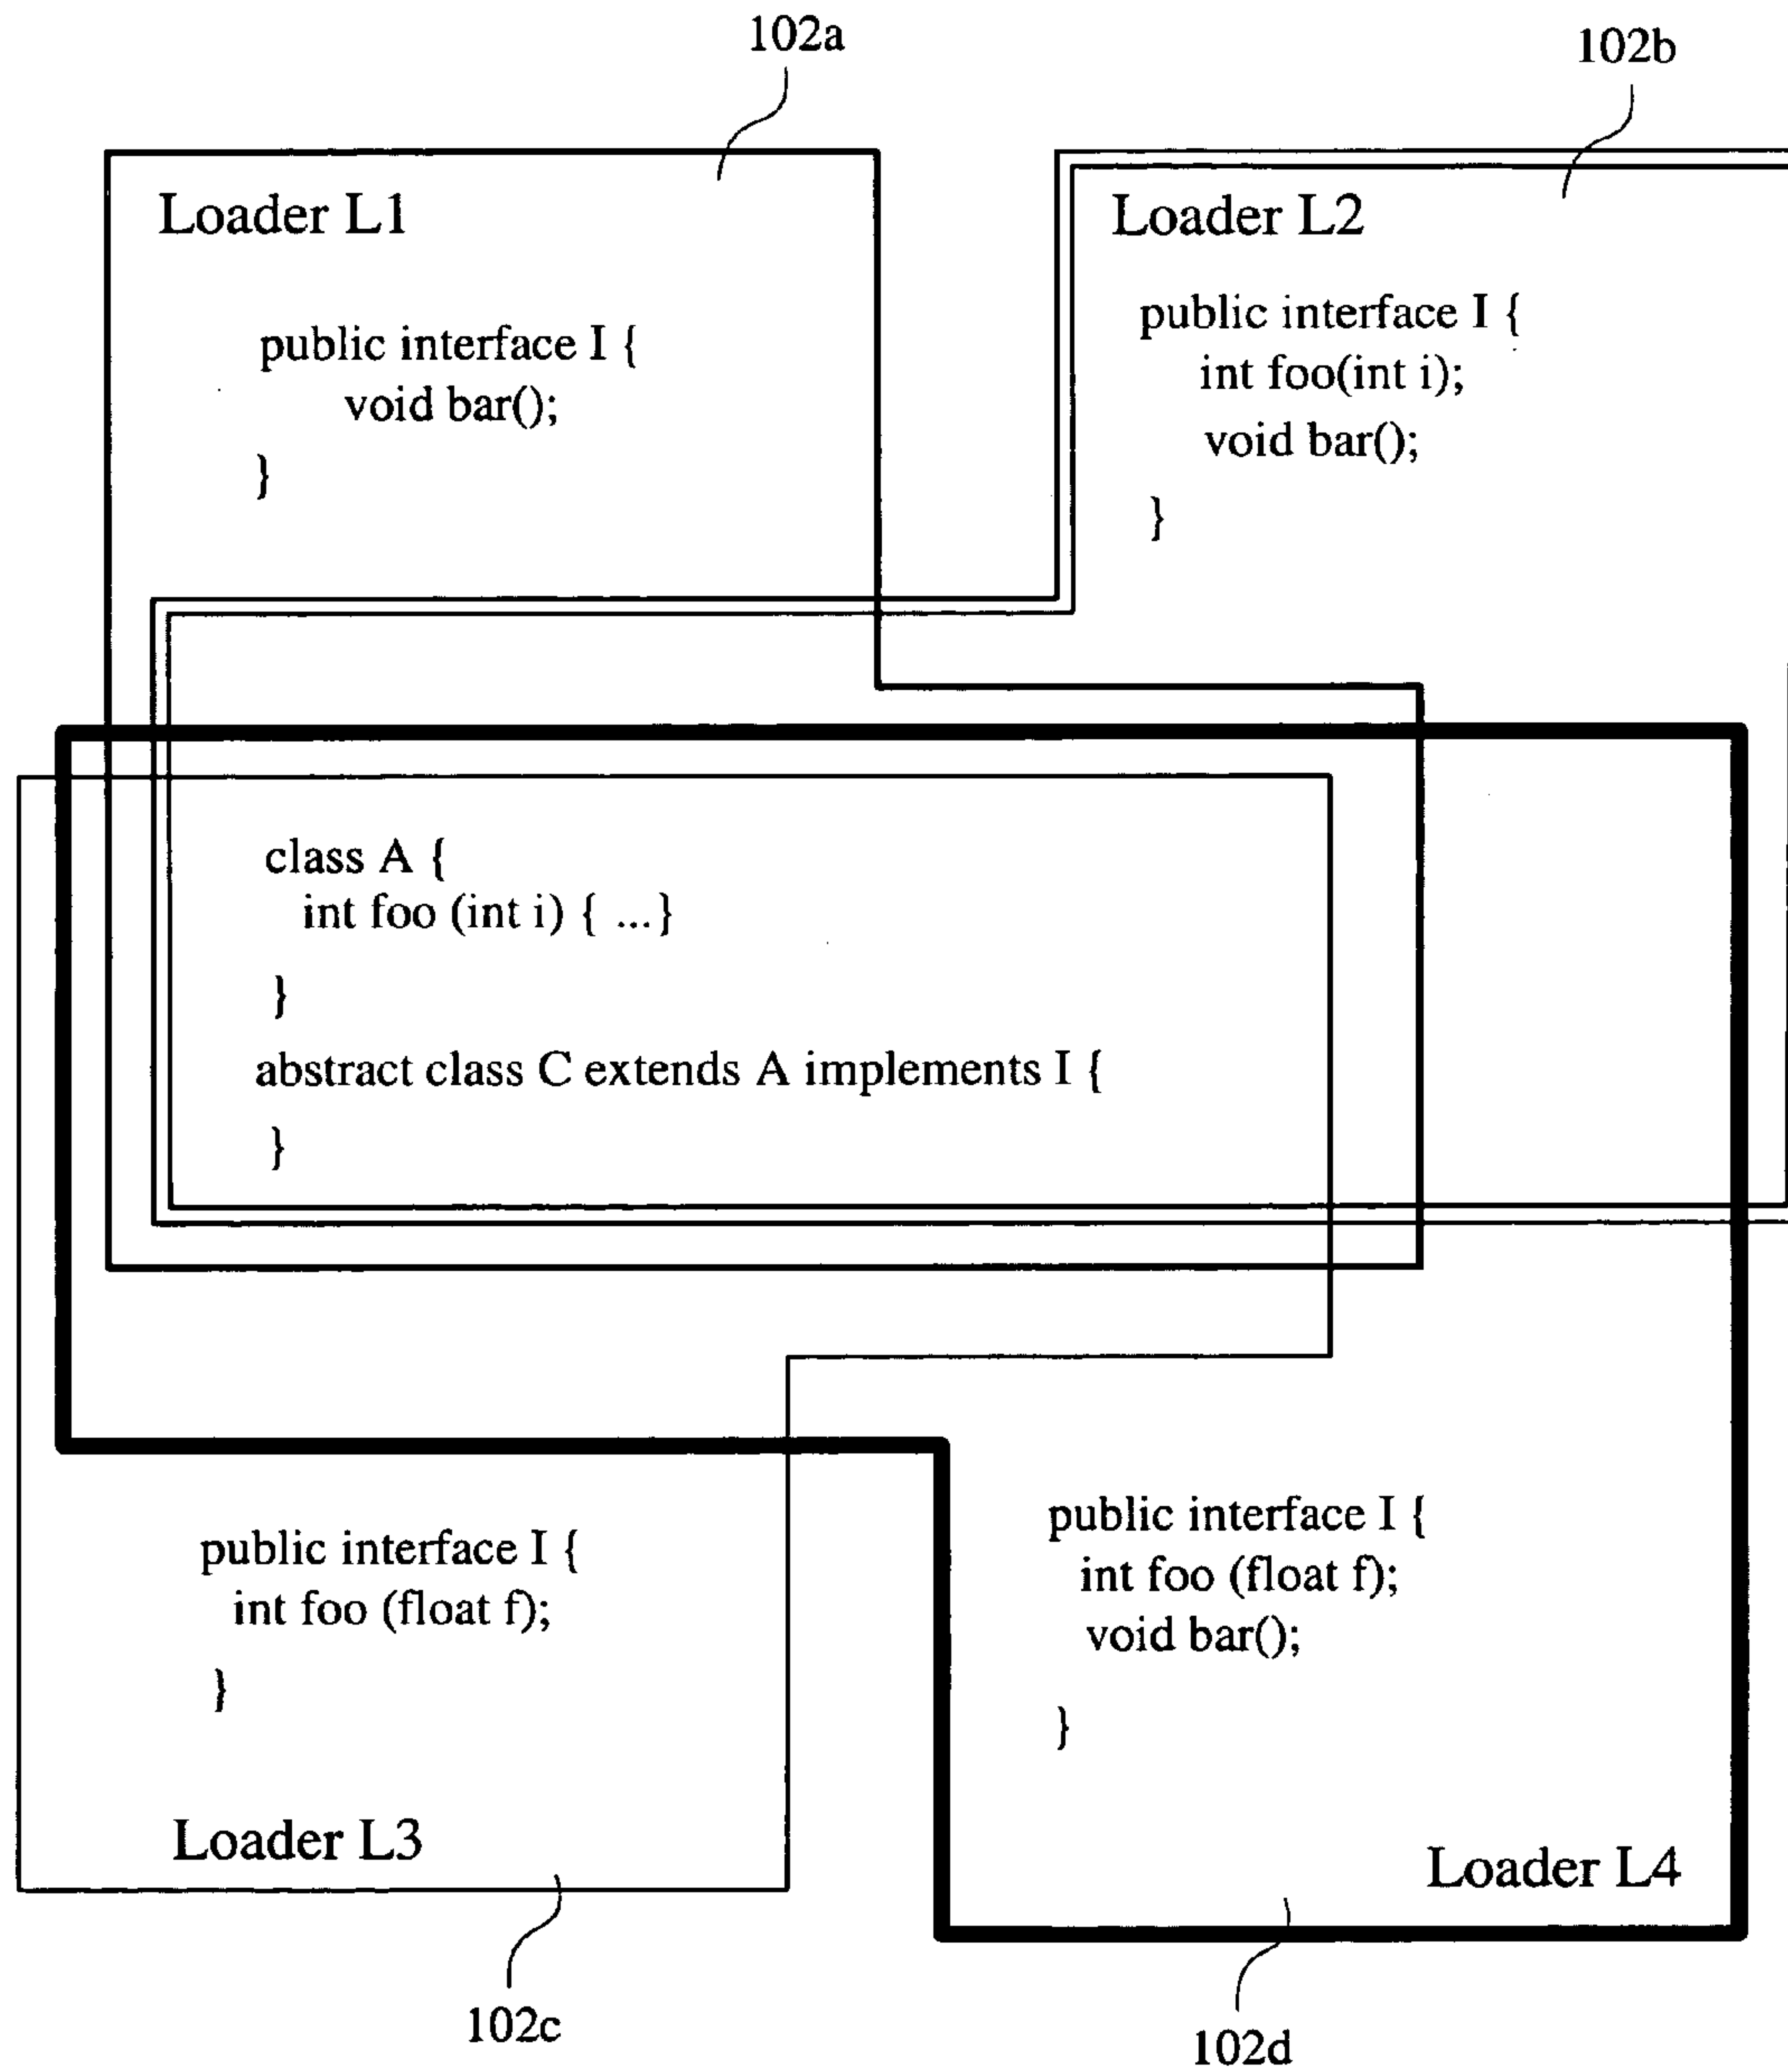 102a
102b
Loader L1
public interface I {
void bar();
}
Loader L2
public interface I {
int foo(int i);
void bar();
}
class A {
int foo (int i) { ...}
}
abstract class C extends A implements I {
}
public interface I {
int foo (float f);
}
Loader L3
public interface I {
int foo (float f);
void bar();
}
Loader L4
102c
102d